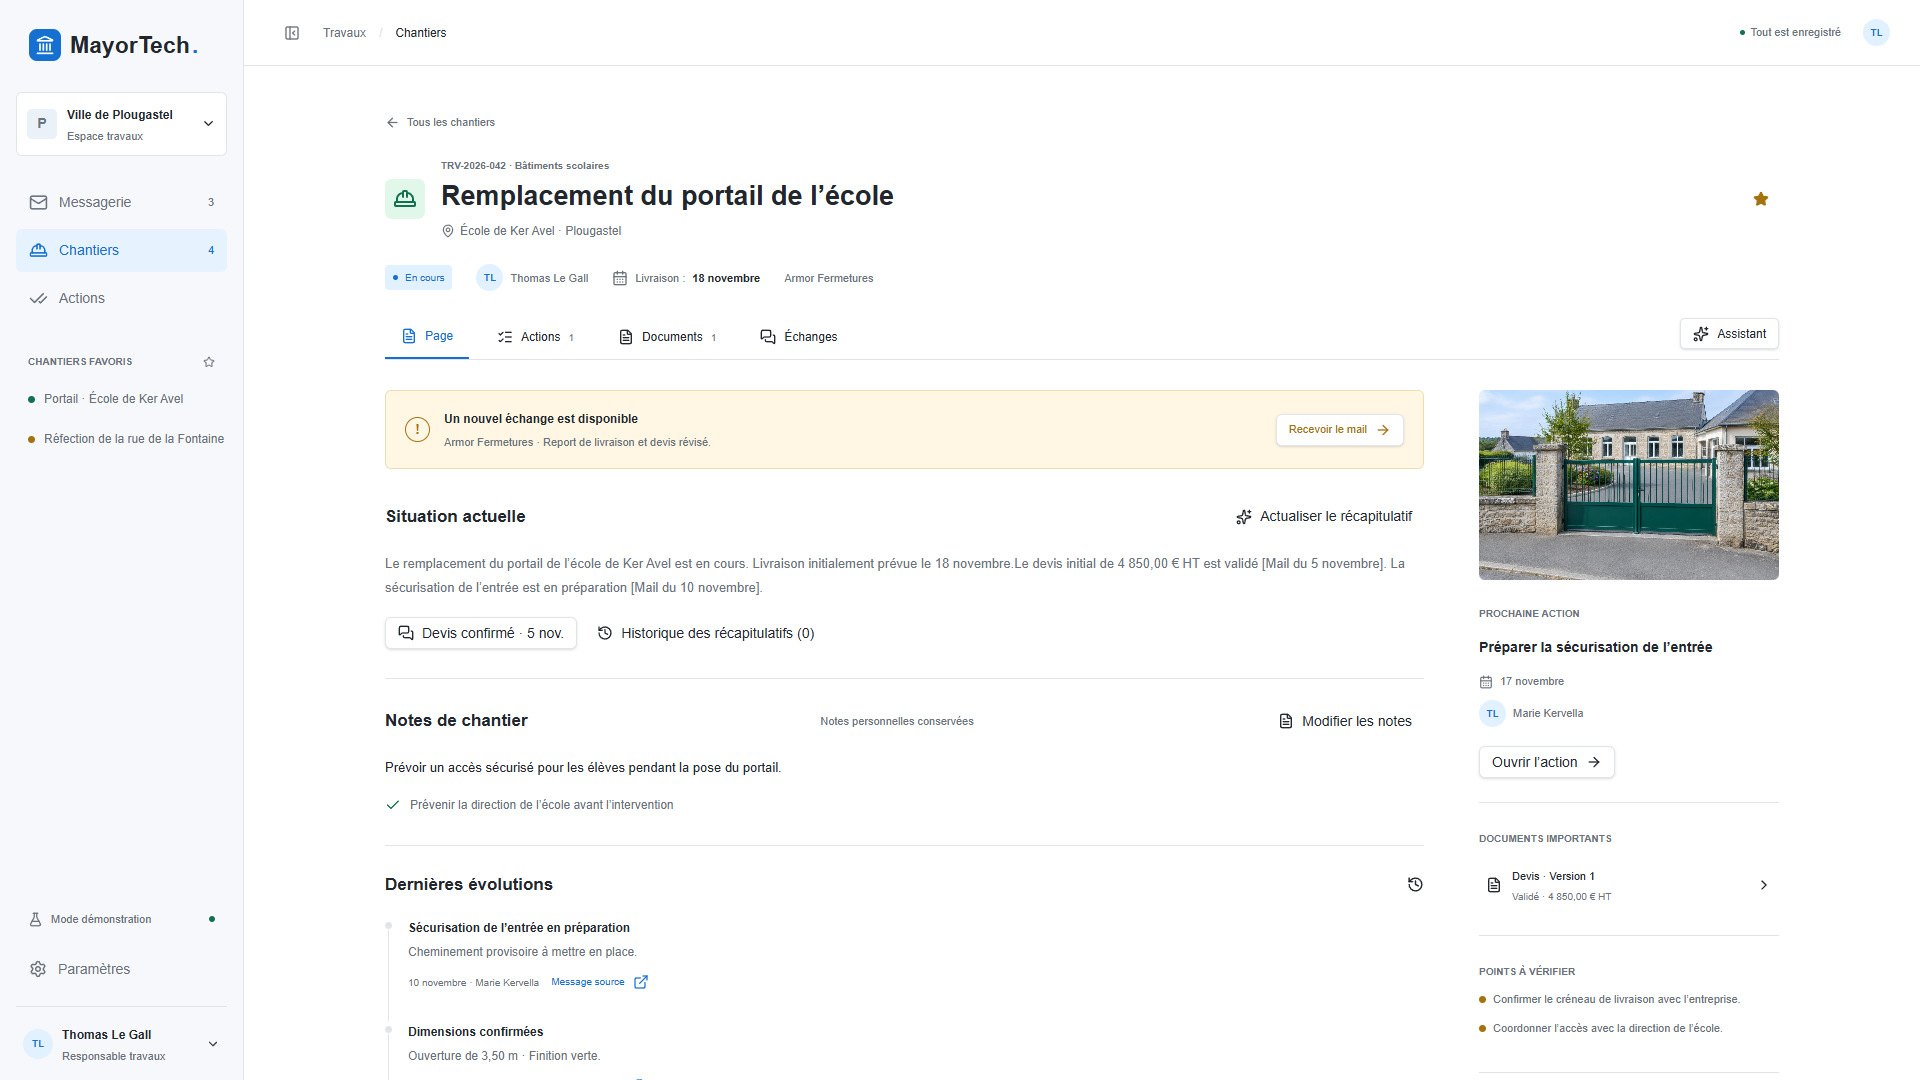 MayorTech.
Travaux / Chantiers
Tout est enregistré
TL
P
Ville de Plougastel
Espace travaux
Messagerie 3
Chantiers 4
Actions
CHANTIERS FAVORIS
Portail · École de Ker Avel
Réfection de la rue de la Fontaine
Mode démonstration
Paramètres
TL
Thomas Le Gall
Responsable travaux
Tous les chantiers
TRV-2026-042 · Bâtiments scolaires
Remplacement du portail de l’école
École de Ker Avel · Plougastel
En cours
TL Thomas Le Gall
Livraison : 18 novembre
Armor Fermetures
Page
Actions 1
Documents 1
Échanges
Assistant
!
Un nouvel échange est disponible
Armor Fermetures · Report de livraison et devis révisé.
Recevoir le mail
Situation actuelle
Actualiser le récapitulatif
Le remplacement du portail de l’école de Ker Avel est en cours. Livraison initialement prévue le 18 novembre.Le devis initial de 4 850,00 € HT est validé [Mail du 5 novembre]. La
sécurisation de l’entrée est en préparation [Mail du 10 novembre].
Devis confirmé · 5 nov.
Historique des récapitulatifs (0)
Notes de chantier
Notes personnelles conservées
Modifier les notes
Prévoir un accès sécurisé pour les élèves pendant la pose du portail.
Prévenir la direction de l’école avant l’intervention
Dernières évolutions
Sécurisation de l’entrée en préparation
Cheminement provisoire à mettre en place.
10 novembre · Marie Kervella Message source
Dimensions confirmées
Ouverture de 3,50 m · Finition verte.
PROCHAINE ACTION
Préparer la sécurisation de l’entrée
17 novembre
TL Marie Kervella
Ouvrir l’action
DOCUMENTS IMPORTANTS
Devis · Version 1
Validé · 4 850,00 € HT
POINTS À VÉRIFIER
Confirmer le créneau de livraison avec l’entreprise.
Coordonner l’accès avec la direction de l’école.